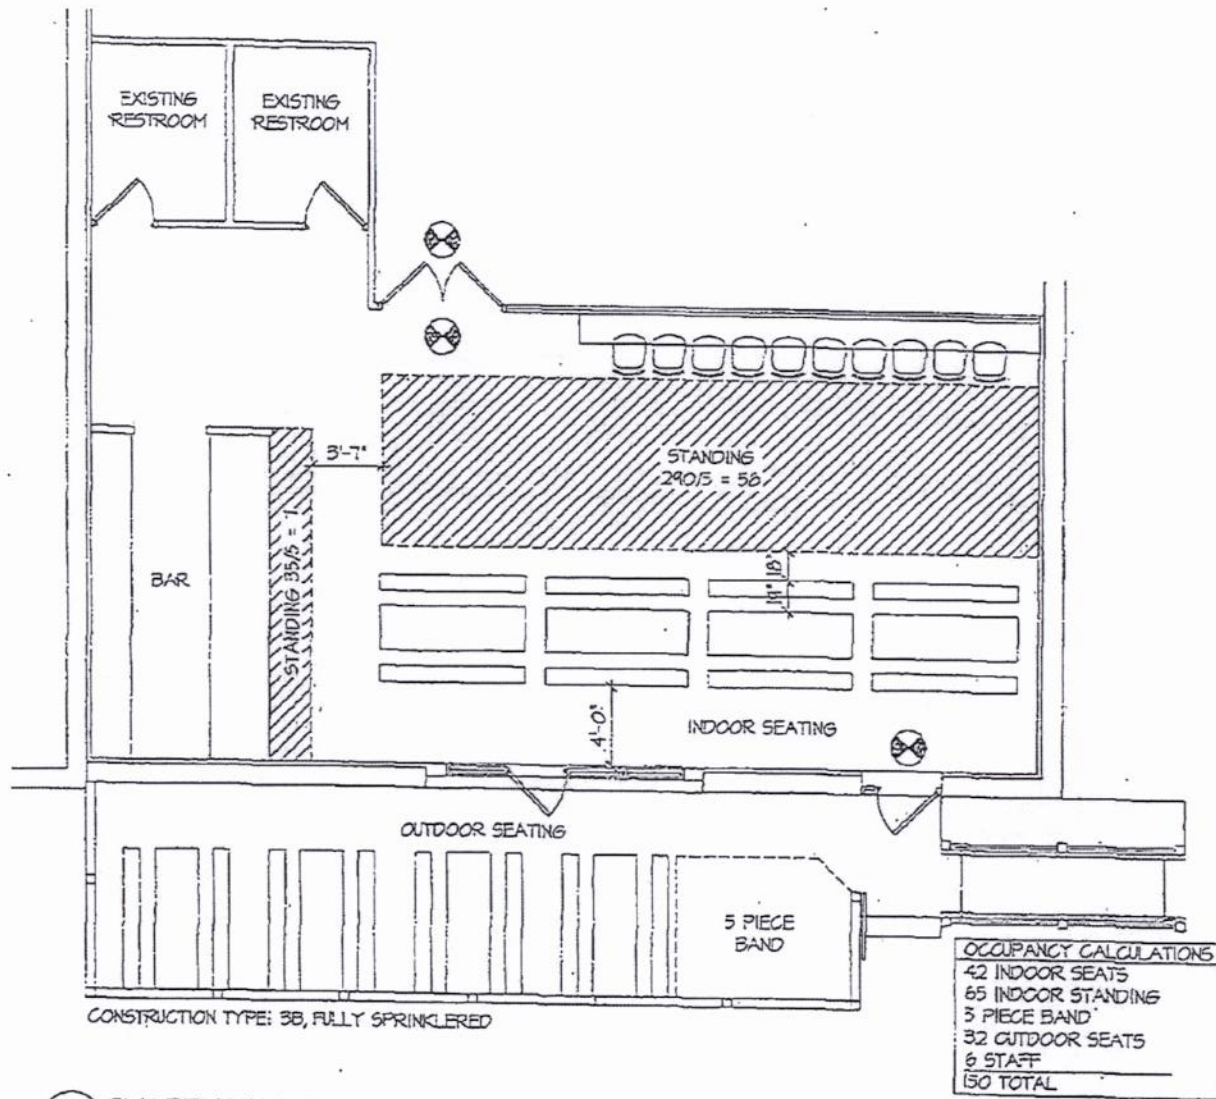 EXISTING
RESTROOM
EXISTING
RESTROOM
3'-7"
STANDING
290/5 = 58
STANDING 35/5 = 7
BAR
18"
19"
4'-0"
INDOOR SEATING
OUTDOOR SEATING
5 PIECE
BAND
CONSTRUCTION TYPE: 3B, FULLY SPRINKLERED
OCCUPANCY CALCULATIONS
42 INDOOR SEATS
65 INDOOR STANDING
5 PIECE BAND
32 OUTDOOR SEATS
6 STAFF
150 TOTAL